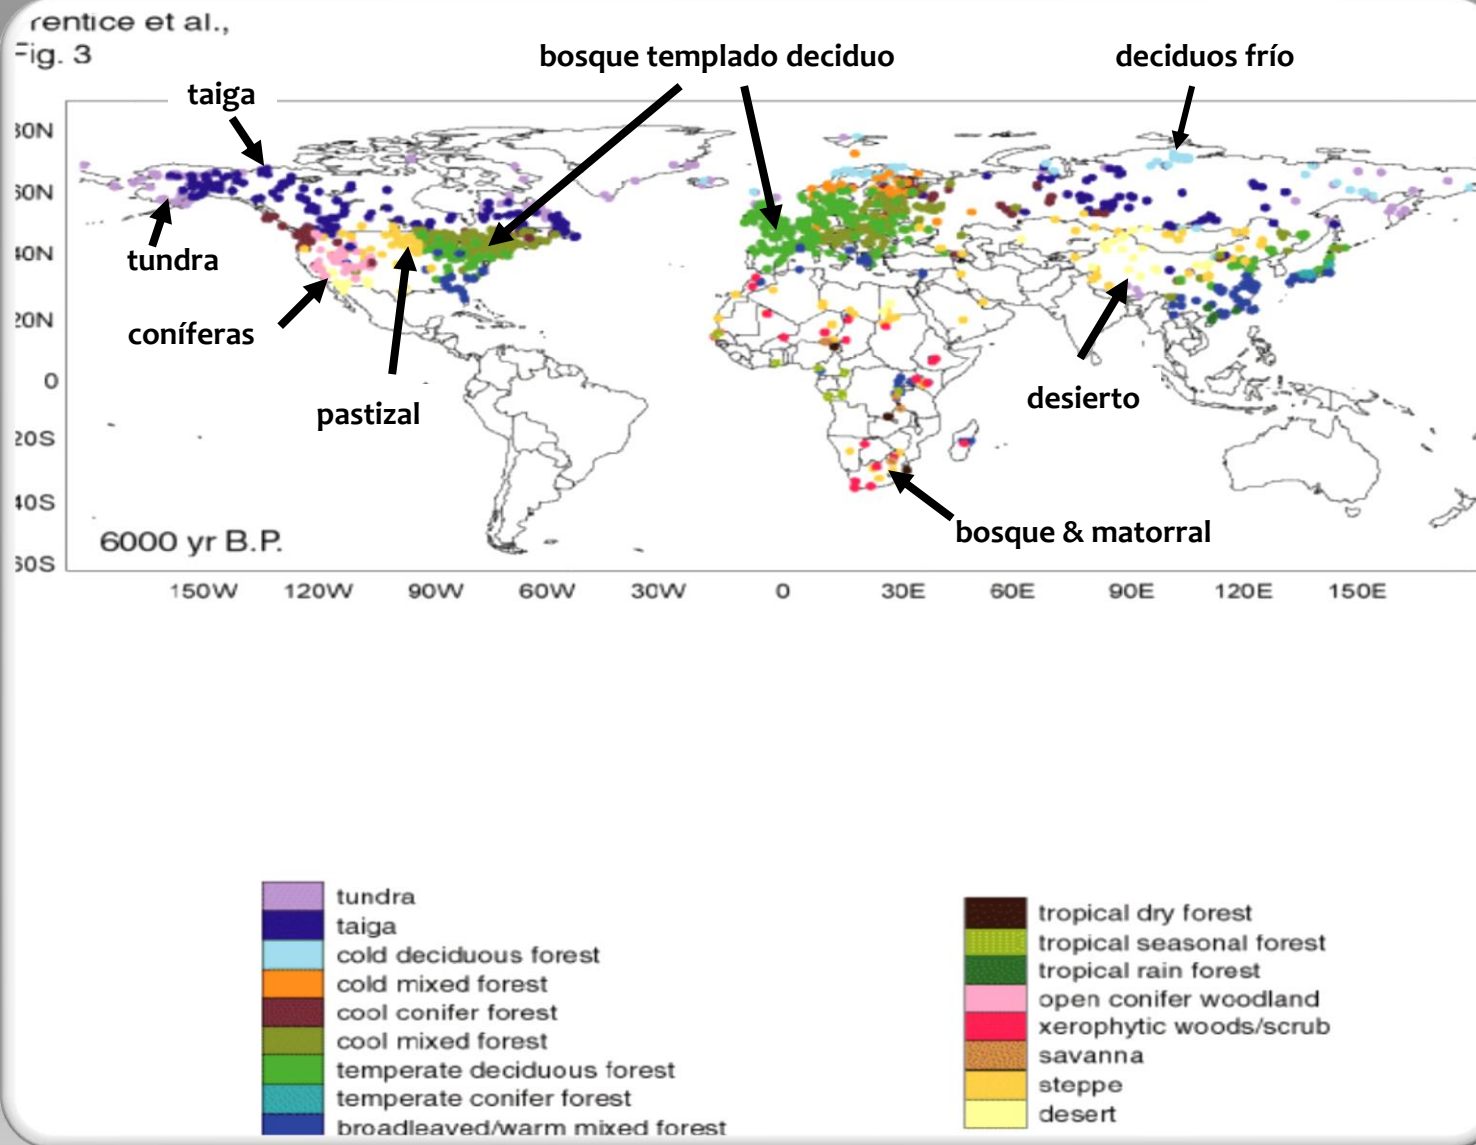 rentice et al.,
Fig. 3
bosque templado deciduo
deciduos frío
taiga
tundra
coníferas
pastizal
desierto
bosque & matorral
80N
60N
40N
20N
0
20S
40S
60S
6000 yr B.P.
150W 120W 90W 60W 30W 0 30E 60E 90E 120E 150E
tundra
taiga
cold deciduous forest
cold mixed forest
cool conifer forest
cool mixed forest
temperate deciduous forest
temperate conifer forest
broadleaved/warm mixed forest
tropical dry forest
tropical seasonal forest
tropical rain forest
open conifer woodland
xerophytic woods/scrub
savanna
steppe
desert